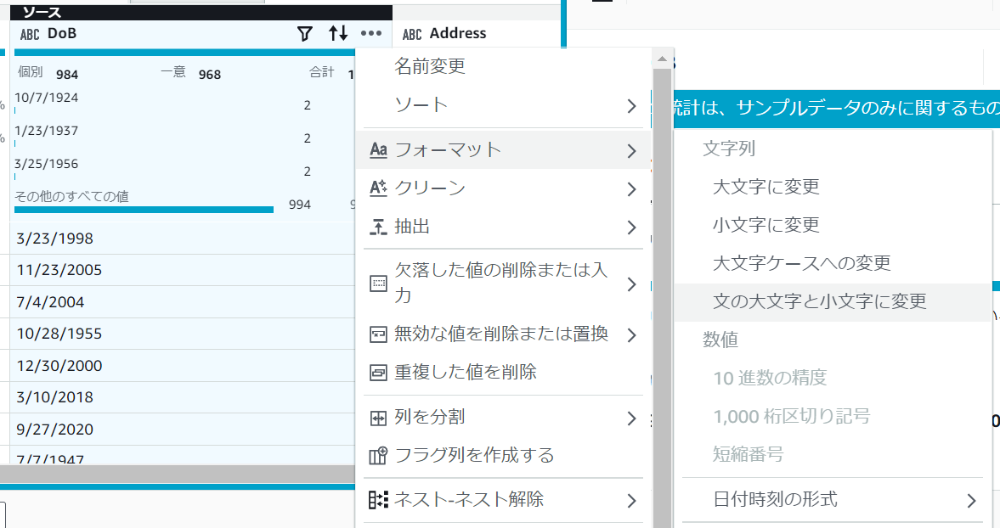 ソース
ABC DoB
ABC Address
個別 984
一意 968
合計 1
10/7/1924
2
1/23/1937
2
3/25/1956
2
その他のすべての値
994
3/23/1998
11/23/2005
7/4/2004
10/28/1955
12/30/2000
3/10/2018
9/27/2020
7/7/1947
名前変更
ソート
Aa フォーマット
クリーン
抽出
欠落した値の削除または入
力
無効な値を削除または置換
重複した値を削除
列を分割
フラグ列を作成する
ネスト-ネスト解除
統計は、サンプルデータのみに関するもの
文字列
大文字に変更
小文字に変更
大文字ケースへの変更
文の大文字と小文字に変更
数値
10 進数の精度
1,000 桁区切り記号
短縮番号
日付時刻の形式